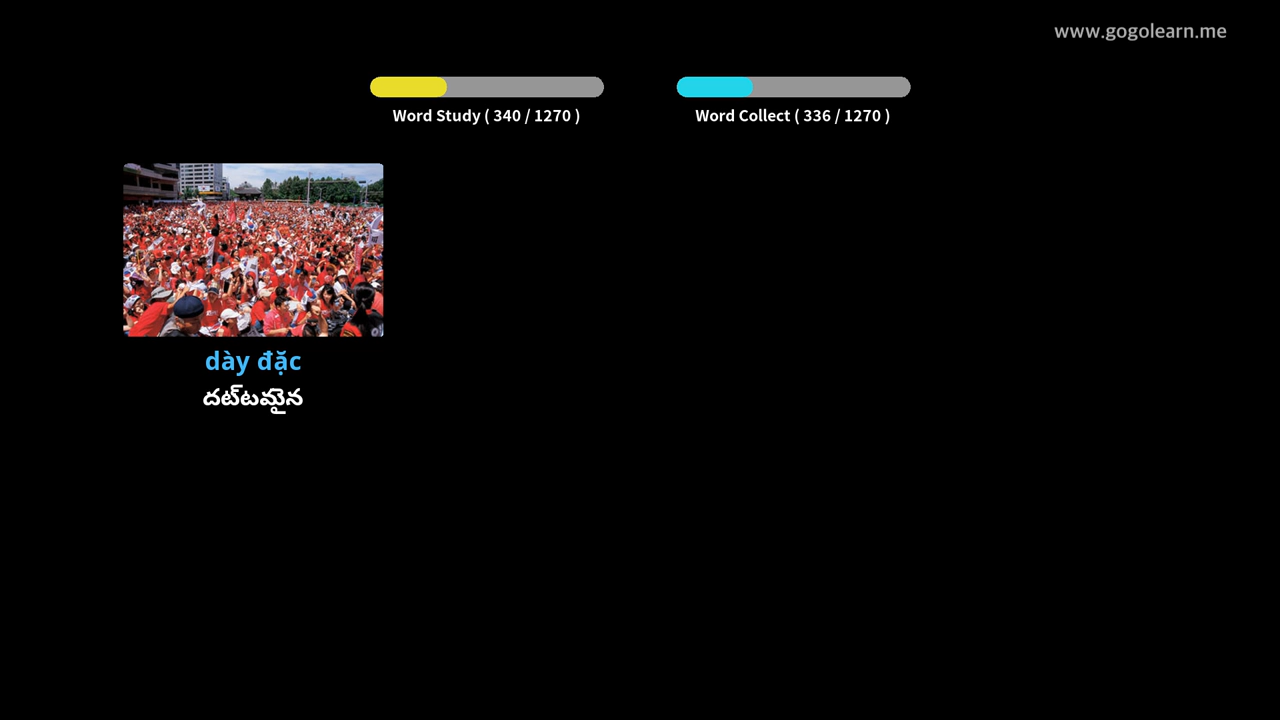 www.gogolearn.me
Word Study ( 340 / 1270 )
Word Collect ( 336 / 1270 )
dày đặc
దట్టమైన